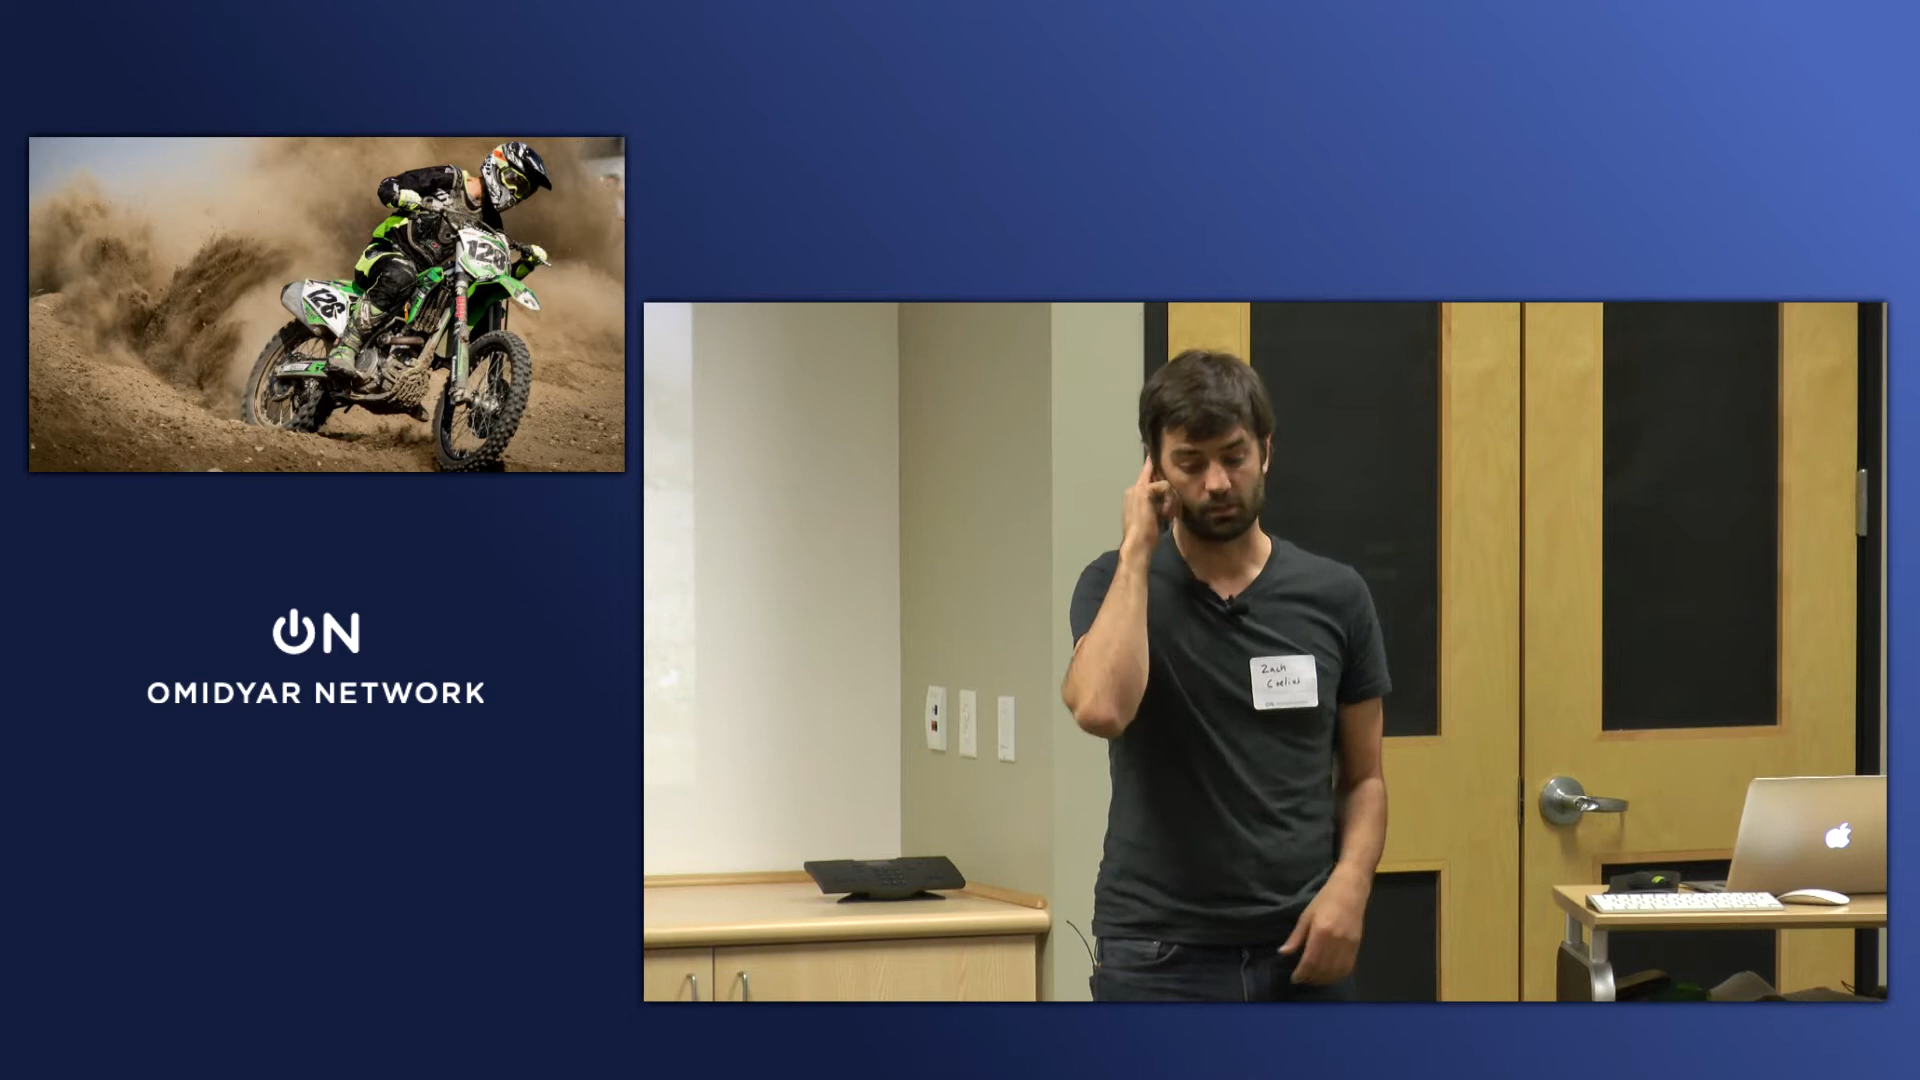 128
128
ON
OMIDYAR NETWORK
Zach
Coelius